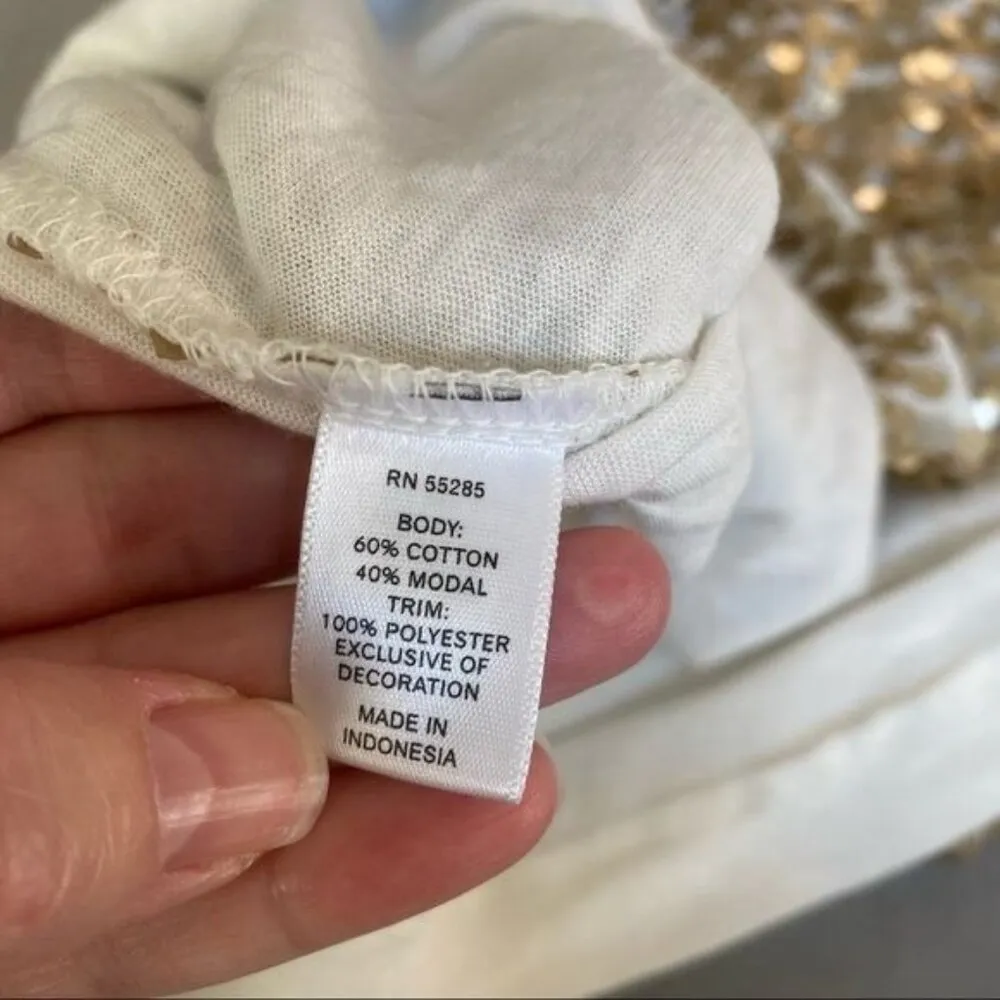 RN 55285
BODY:
60% COTTON
40% MODAL
TRIM:
100% POLYESTER
EXCLUSIVE OF
DECORATION
MADE IN
INDONESIA